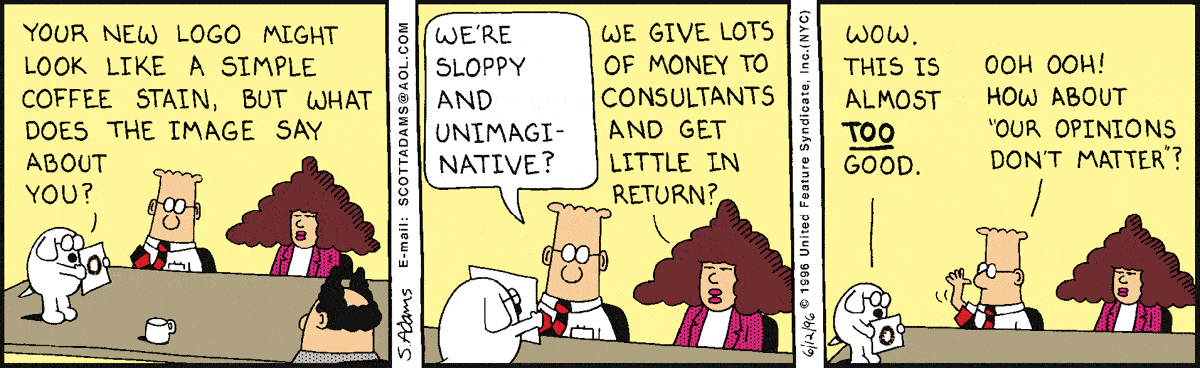 YOUR NEW LOGO MIGHT
LOOK LIKE A SIMPLE
COFFEE STAIN, BUT WHAT
DOES THE IMAGE SAY
ABOUT
YOU?
S. Adams E-mail: SCOTTADAMS@AOL.COM
WE'RE
SLOPPY
AND
UNIMAGI-
NATIVE?
WE GIVE LOTS
OF MONEY TO
CONSULTANTS
AND GET
LITTLE IN
RETURN?
6/12/96 © 1996 United Feature Syndicate, Inc.(NYC)
WOW.
THIS IS
ALMOST
TOO
GOOD.
OOH OOH!
HOW ABOUT
"OUR OPINIONS
DON'T MATTER"?